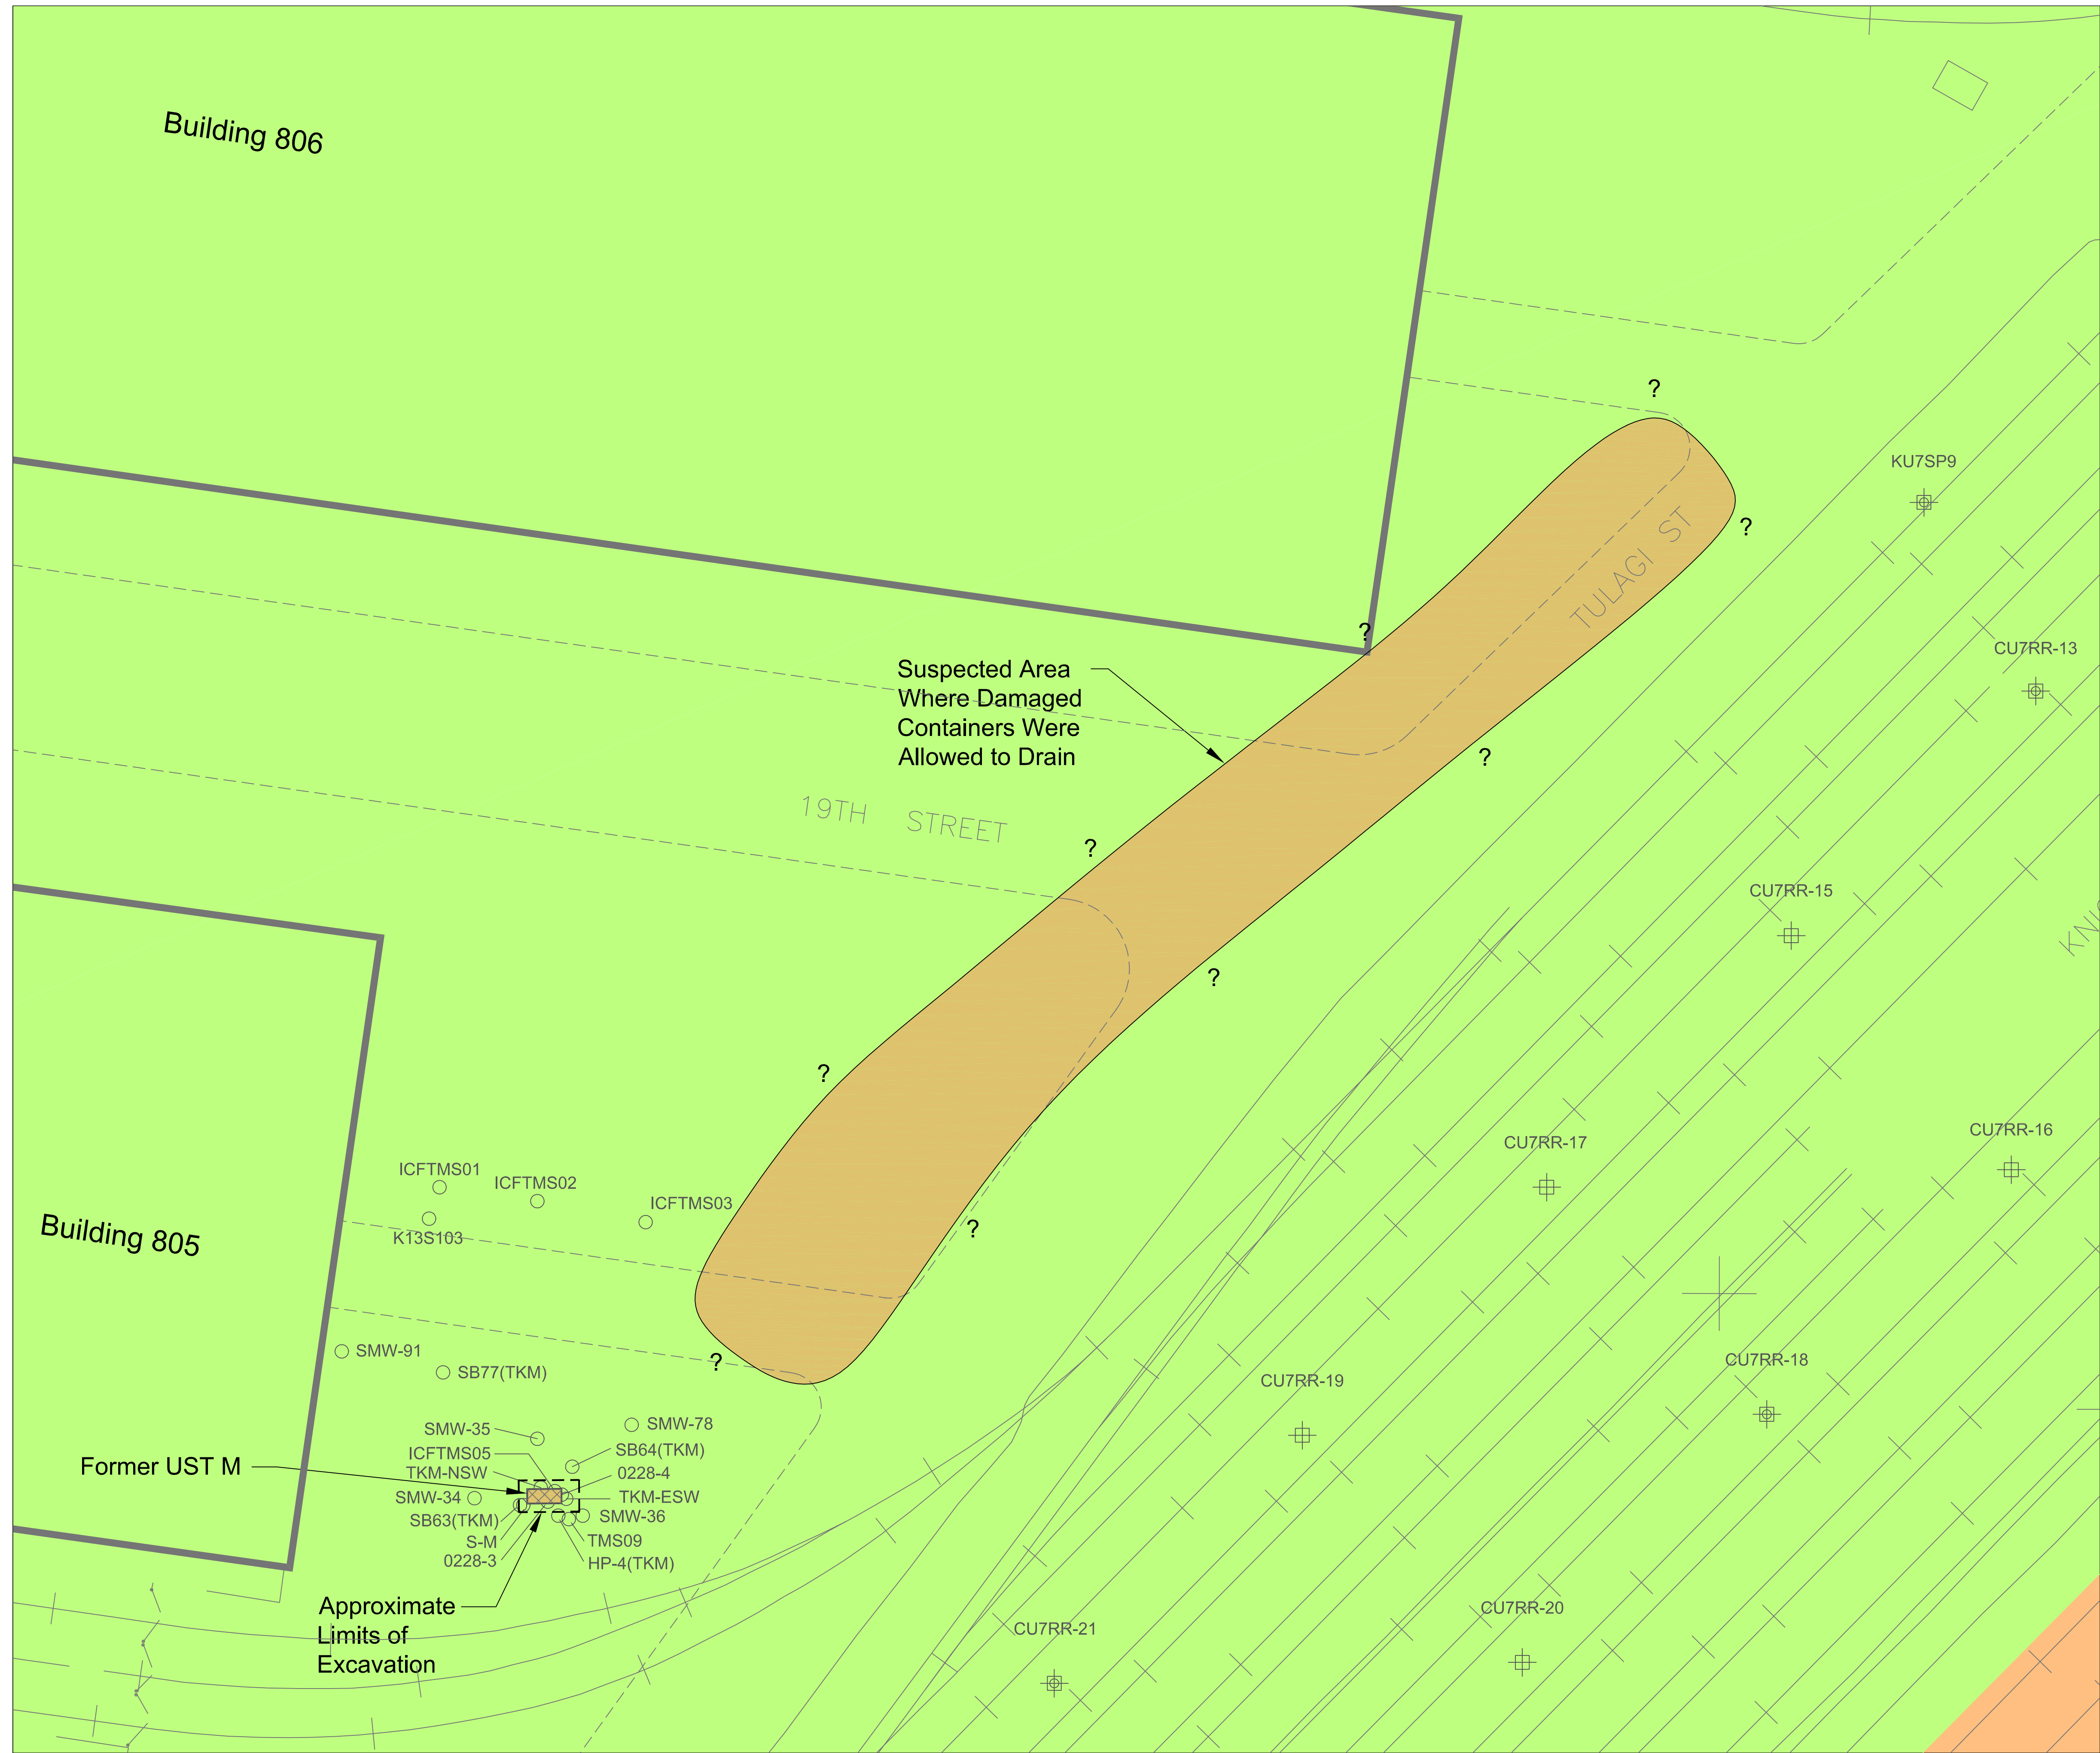 Building 806
?
KU7SP9
?
TULAGI ST
?
CU7RR-13
Suspected Area
Where Damaged
Containers Were
Allowed to Drain
?
19TH STREET
?
CU7RR-15
?
?
CU7RR-17
CU7RR-16
ICFTMS01
ICFTMS02
ICFTMS03
K13S103
Building 805
?
SMW-91
?
SB77(TKM)
CU7RR-18
CU7RR-19
SMW-35
SMW-78
ICFTMS05
SB64(TKM)
Former UST M
TKM-NSW
0228-4
SMW-34
TKM-ESW
SB63(TKM)
SMW-36
S-M
TMS09
0228-3
HP-4(TKM)
Approximate
Limits of
Excavation
CU7RR-20
CU7RR-21